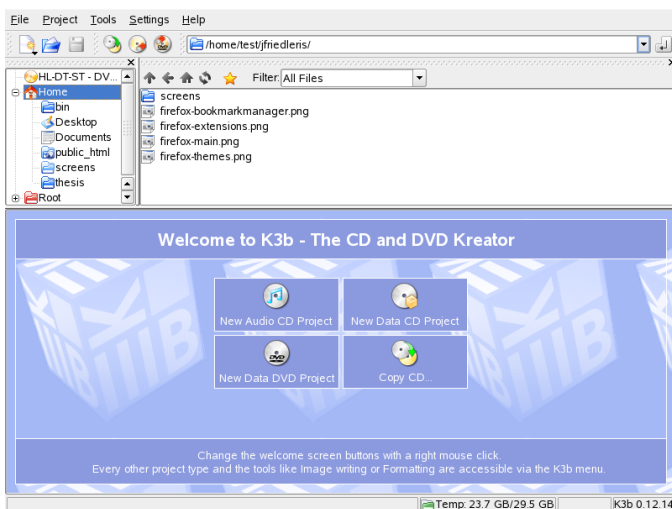 File Project Tools Settings Help
/home/test/jfriedleris/
HL-DT-ST - DV...
Home
bin
Desktop
Documents
public_html
screens
thesis
Root
Filter: All Files
screens
firefox-bookmarkmanager.png
firefox-extensions.png
firefox-main.png
firefox-themes.png
Welcome to K3b - The CD and DVD Kreator
New Audio CD Project
New Data CD Project
New Data DVD Project
Copy CD...
Change the welcome screen buttons with a right mouse click.
Every other project type and the tools like Image writing or Formatting are accessible via the K3b menu.
Temp: 23.7 GB/29.5 GB
K3b 0.12.14